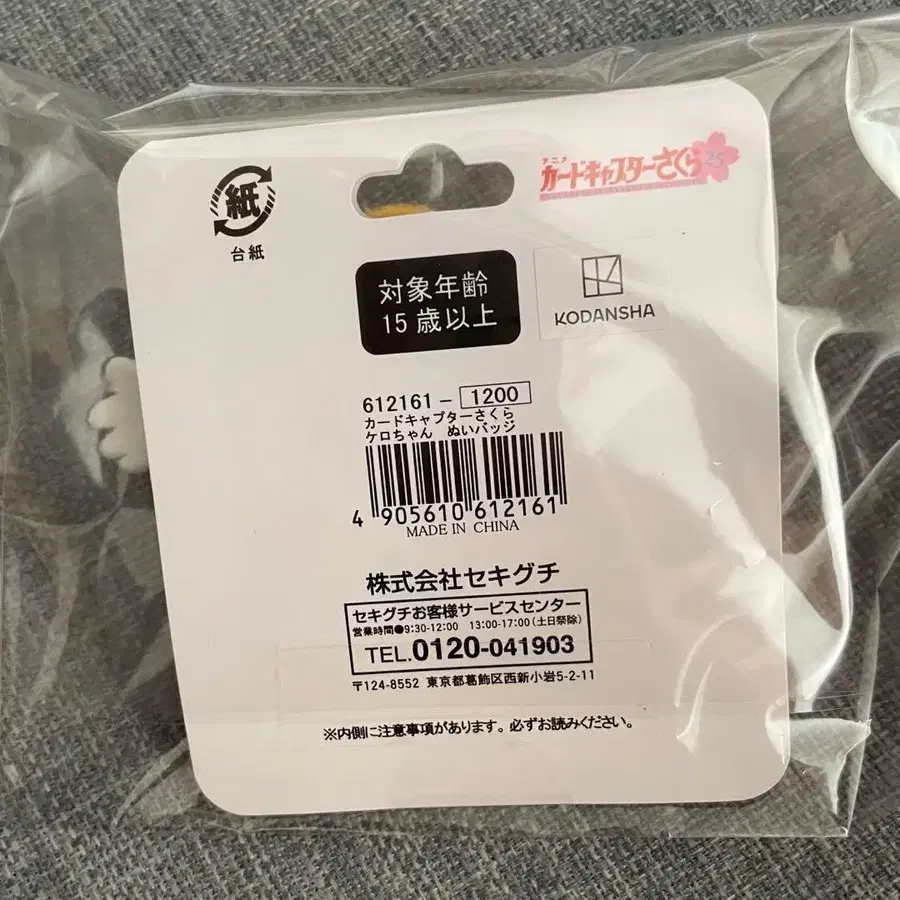 紙
台紙
アニメ
カードキャプターさくら 25
対象年齢
15歳以上
KODANSHA
612161-1200
カードキャプターさくら
ケロちゃん ぬいバッジ
4 905610 612161
MADE IN CHINA
株式会社セキグチ
セキグチお客様サービスセンター
営業時間●9:30-12:00 13:00-17:00(土日祭除)
TEL.0120-041903
〒124-8552 東京都葛飾区西新小岩5-2-11
※内側に注意事項があります。必ずお読みください。